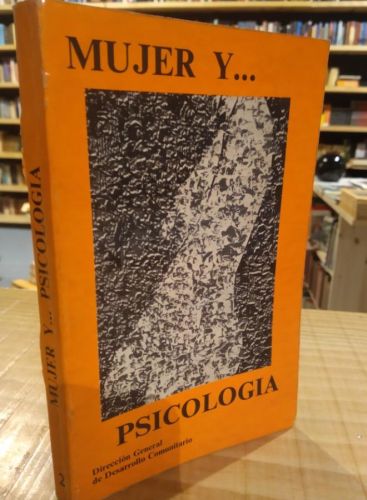 MUJER Y...
PSICOLOGIA
Dirección General
de Desarrollo Comunitario
MUJER Y... PSICOLOGIA
2